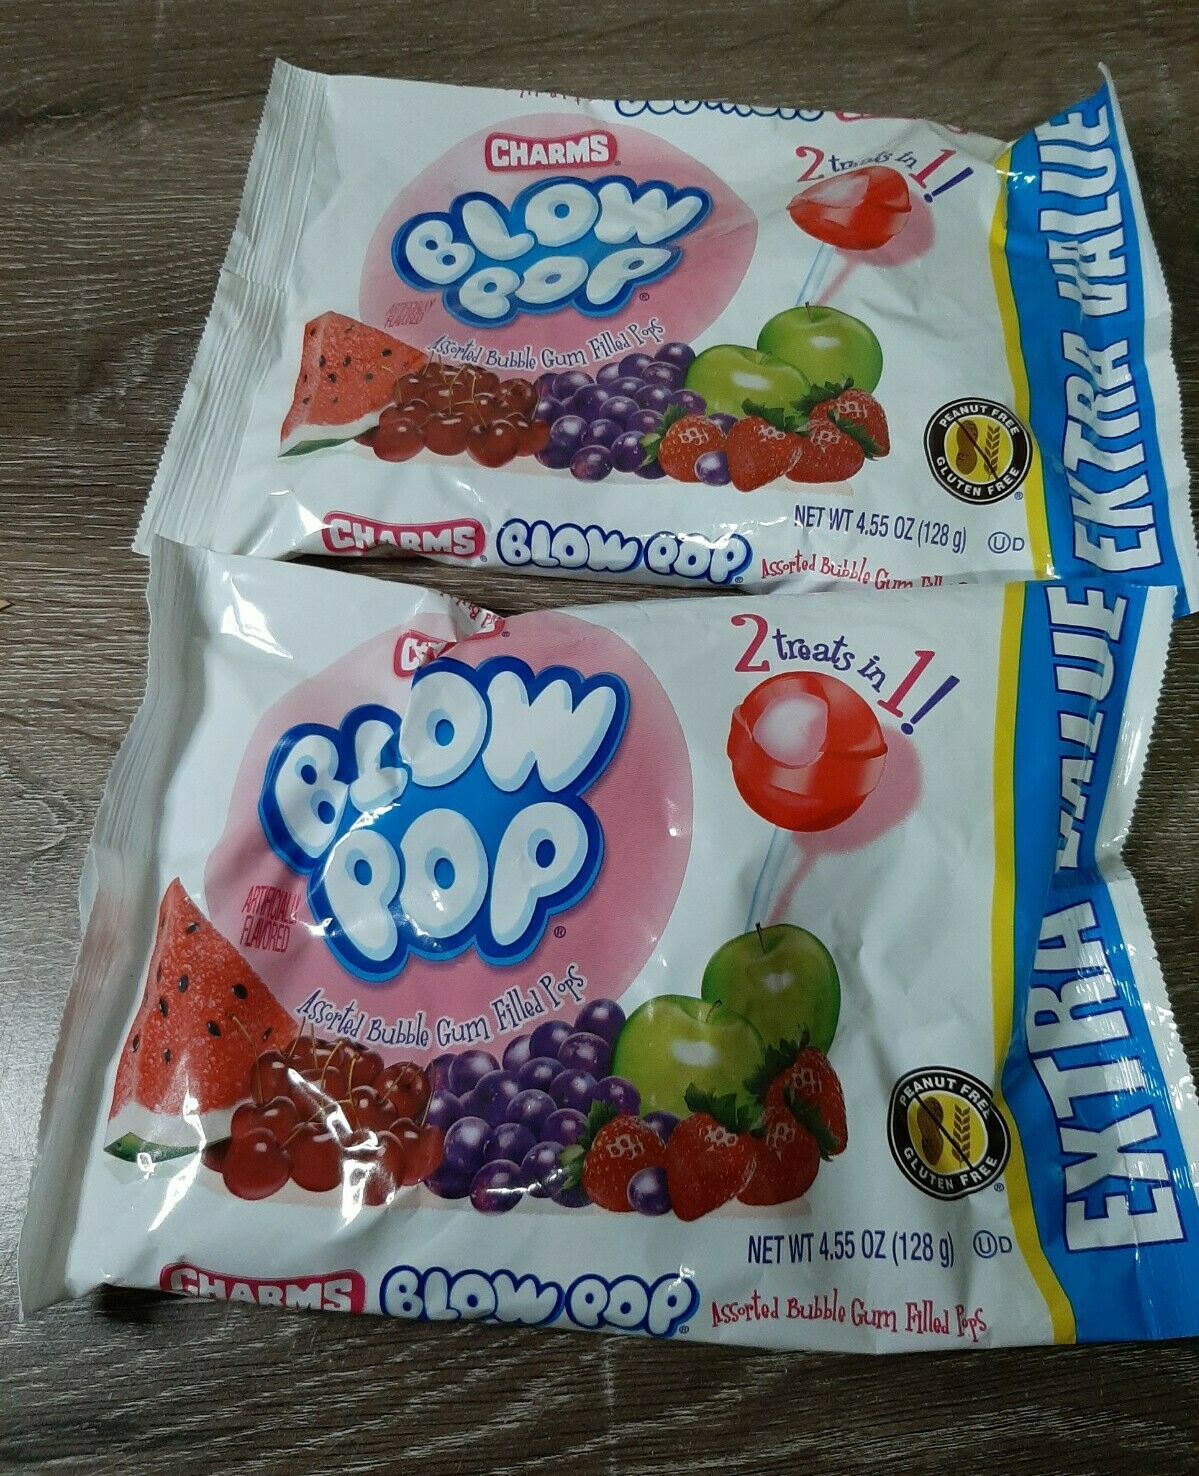 CHARMS
BLOW
POP®
2 treats in 1!
ARTIFICIALLY
FLAVORED
Assorted Bubble Gum Filled Pops
PEANUT FREE
GLUTEN FREE
NET WT 4.55 OZ (128 g) UD
CHARMS BLOW POP® Assorted Bubble Gum
EXTRA VALUE
BLOW
POP®
2 treats in 1!
ARTIFICIALLY
FLAVORED
Assorted Bubble Gum Filled Pops
PEANUT FREE
GLUTEN FREE
NET WT 4.55 OZ (128 g) UD
CHARMS BLOW POP® Assorted Bubble Gum Filled Pops
EXTRA VALUE